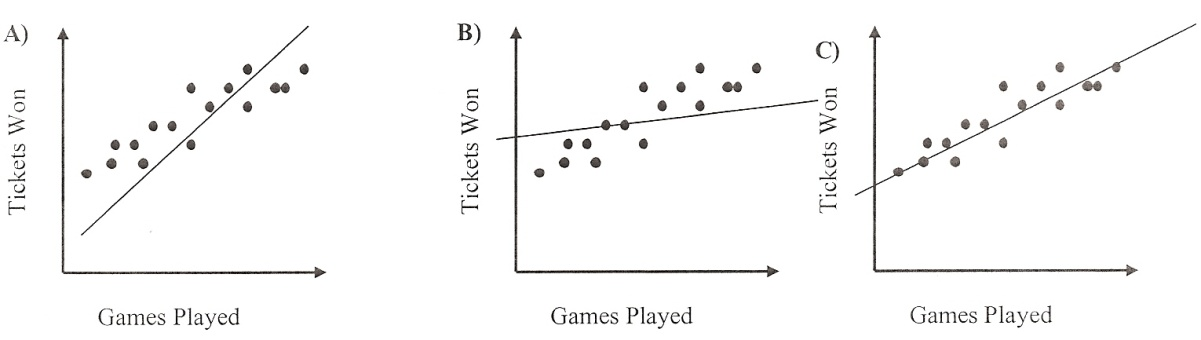 A)
Tickets Won
Games Played
B)
Tickets Won
Games Played
C)
Tickets Won
Games Played